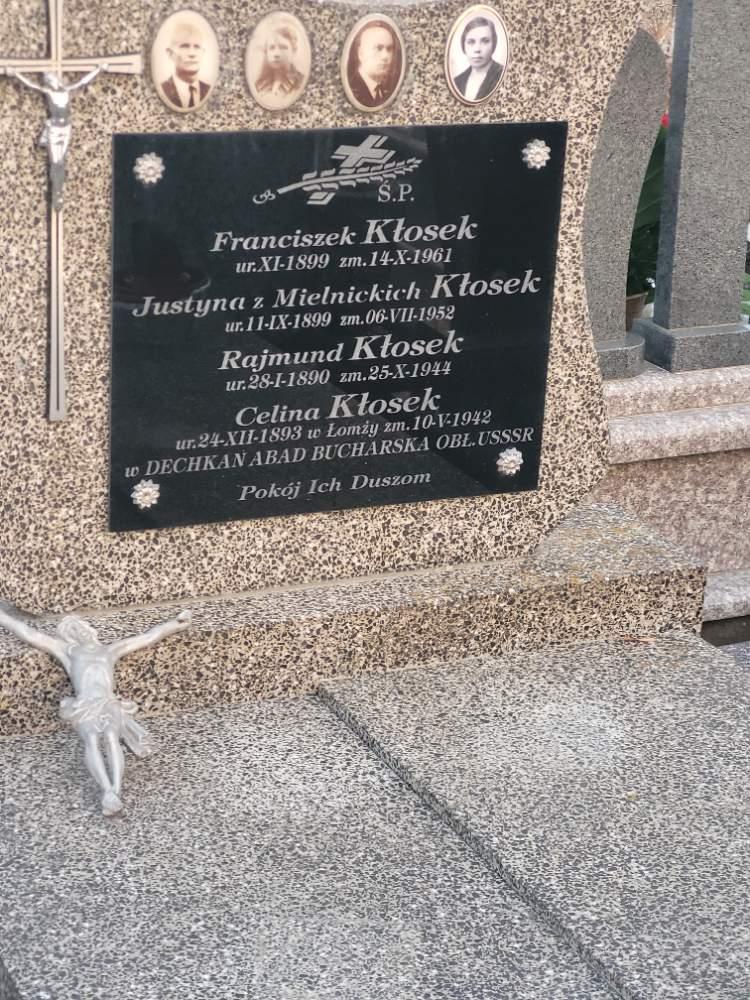 Ś.P.
Franciszek Kłosek
ur.XI-1899 zm.14-X-1961
Justyna z Mielnickich Kłosek
ur.11-IX-1899 zm.06-VII-1952
Rajmund Kłosek
ur.28-I-1890 zm.25-X-1944
Celina Kłosek
ur.24-XII-1893 w Łomży zm.10-V-1942
w DECHKAN ABAD BUCHARSKA OBŁ.USSSR
Pokój Ich Duszom